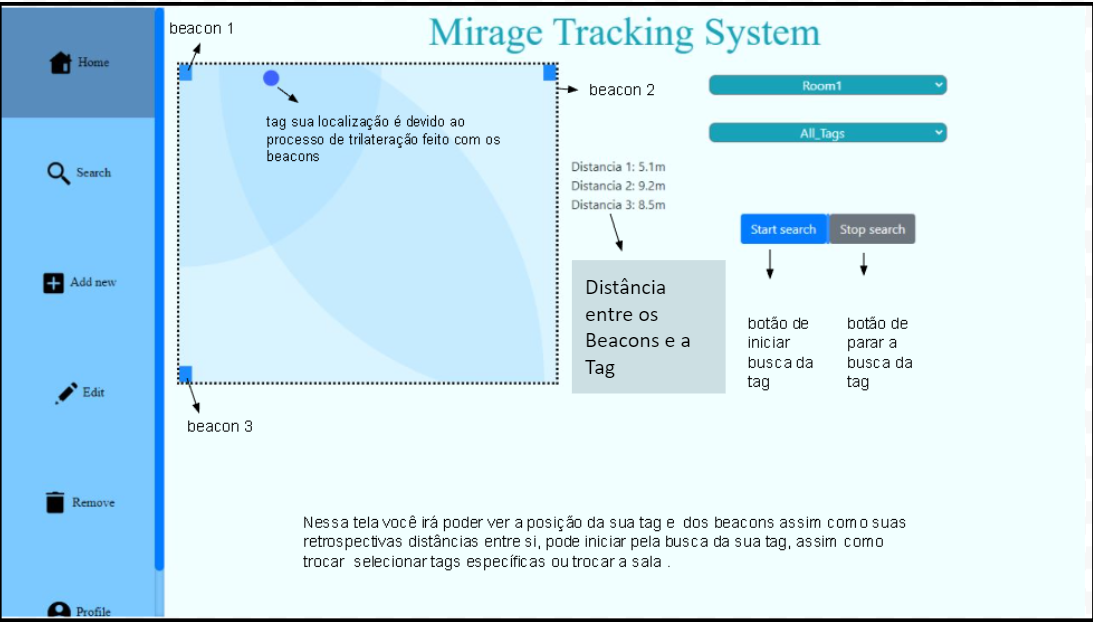 Mirage Tracking System
Home
Search
Add new
Edit
Remove
Profile
beacon 1
beacon 2
tag sua localização é devido ao
processo de trilateração feito com os
beacons
beacon 3
Room1
All_Tags
Distancia 1: 5.1m
Distancia 2: 9.2m
Distancia 3: 8.5m
Start search
Stop search
Distância
entre os
Beacons e a
Tag
botão de
iniciar
busca da
tag
botão de
parar a
busca da
tag
Nessa tela você irá poder ver a posição da sua tag e dos beacons assim como suas
retrospectivas distâncias entre si, pode iniciar pela busca da sua tag, assim como
trocar selecionar tags específicas ou trocar a sala .